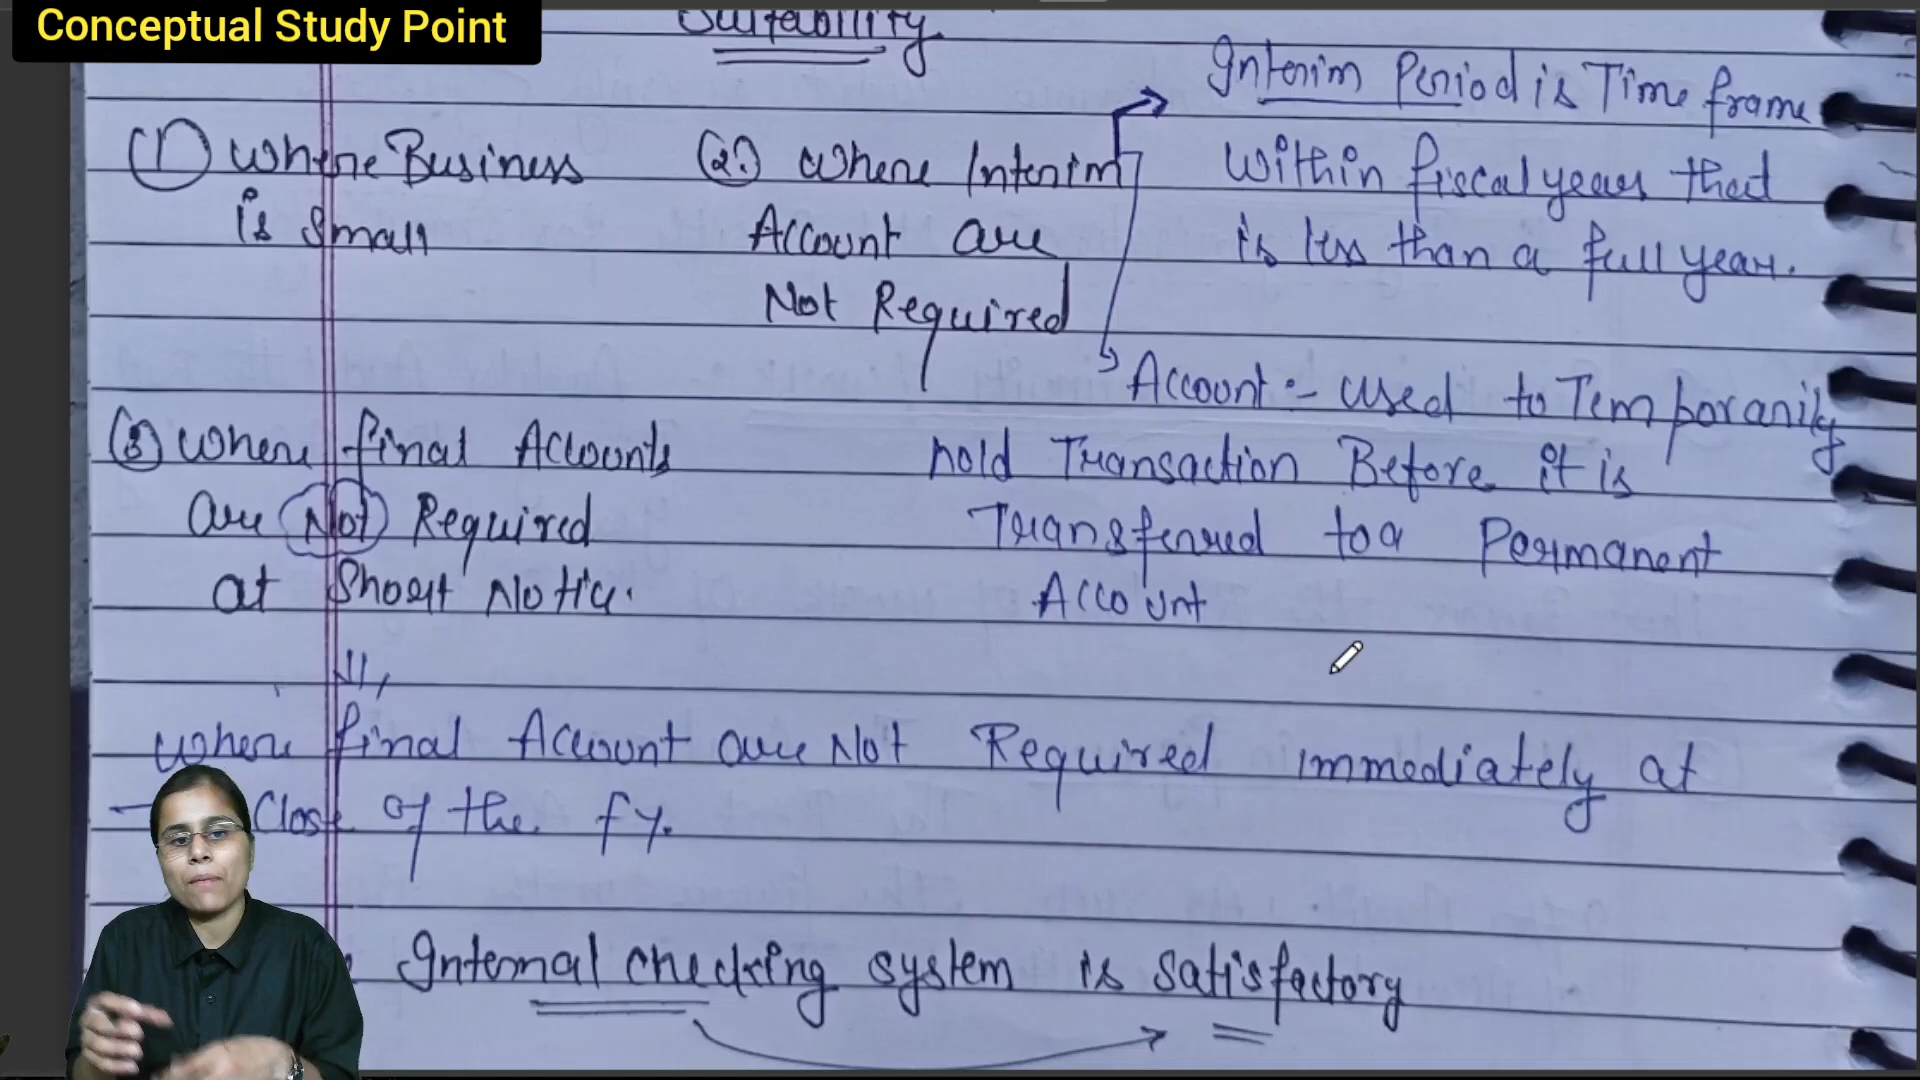 Conceptual Study Point
Suitability
Interim Period is Time frame
within fiscal years that
is less than a full year.
(1) where Business
is Small
(2.) where Interim
Account are
Not Required
Account :- used to Temporarily
hold Transaction Before it is
Transferred to a Permanent
Account
(3) where final Accounts
are Not Required
at Short Notice.
where final Account are Not Required immediately at
Close of the fy.
Internal checking system is satisfactory